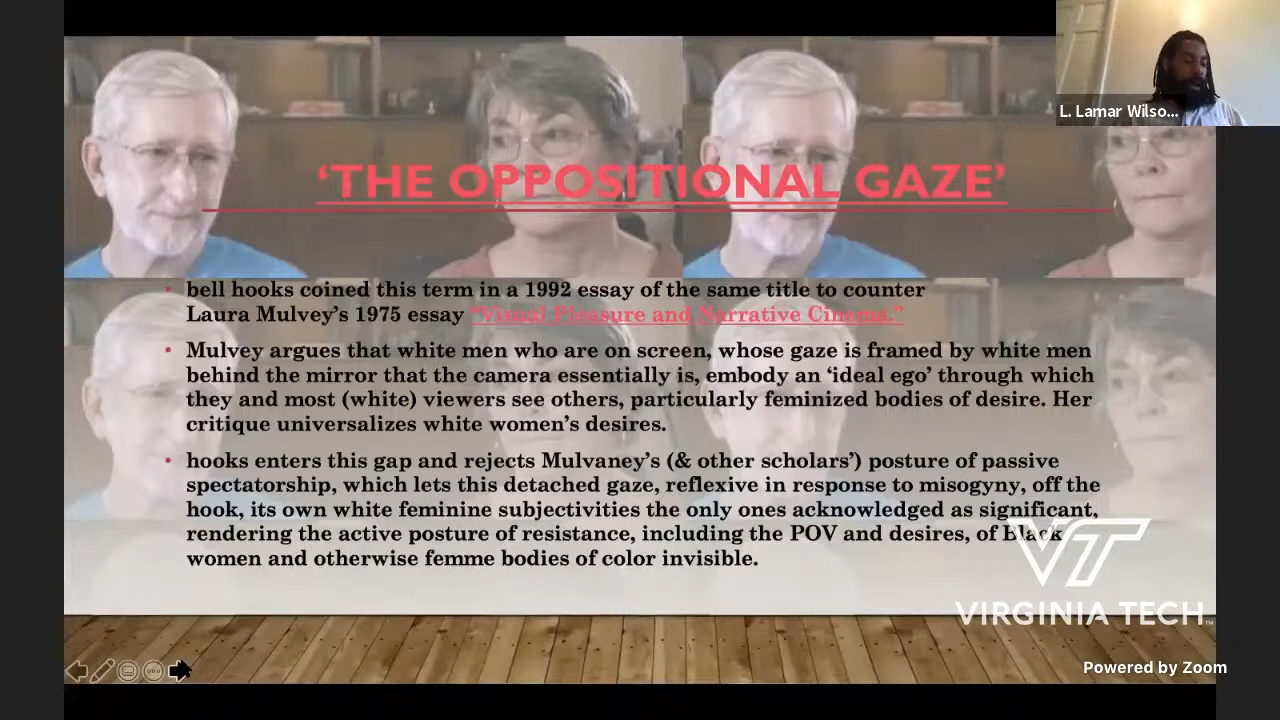 L. Lamar Wilso...
‘THE OPPOSITIONAL GAZE’
• bell hooks coined this term in a 1992 essay of the same title to counter
Laura Mulvey’s 1975 essay “Visual Pleasure and Narrative Cinema.”
• Mulvey argues that white men who are on screen, whose gaze is framed by white men
behind the mirror that the camera essentially is, embody an ‘ideal ego’ through which
they and most (white) viewers see others, particularly feminized bodies of desire. Her
critique universalizes white women’s desires.
• hooks enters this gap and rejects Mulvaney’s (& other scholars’) posture of passive
spectatorship, which lets this detached gaze, reflexive in response to misogyny, off the
hook, its own white feminine subjectivities the only ones acknowledged as significant,
rendering the active posture of resistance, including the POV and desires, of Black
women and otherwise femme bodies of color invisible.
VT
VIRGINIA TECH™
Powered by Zoom